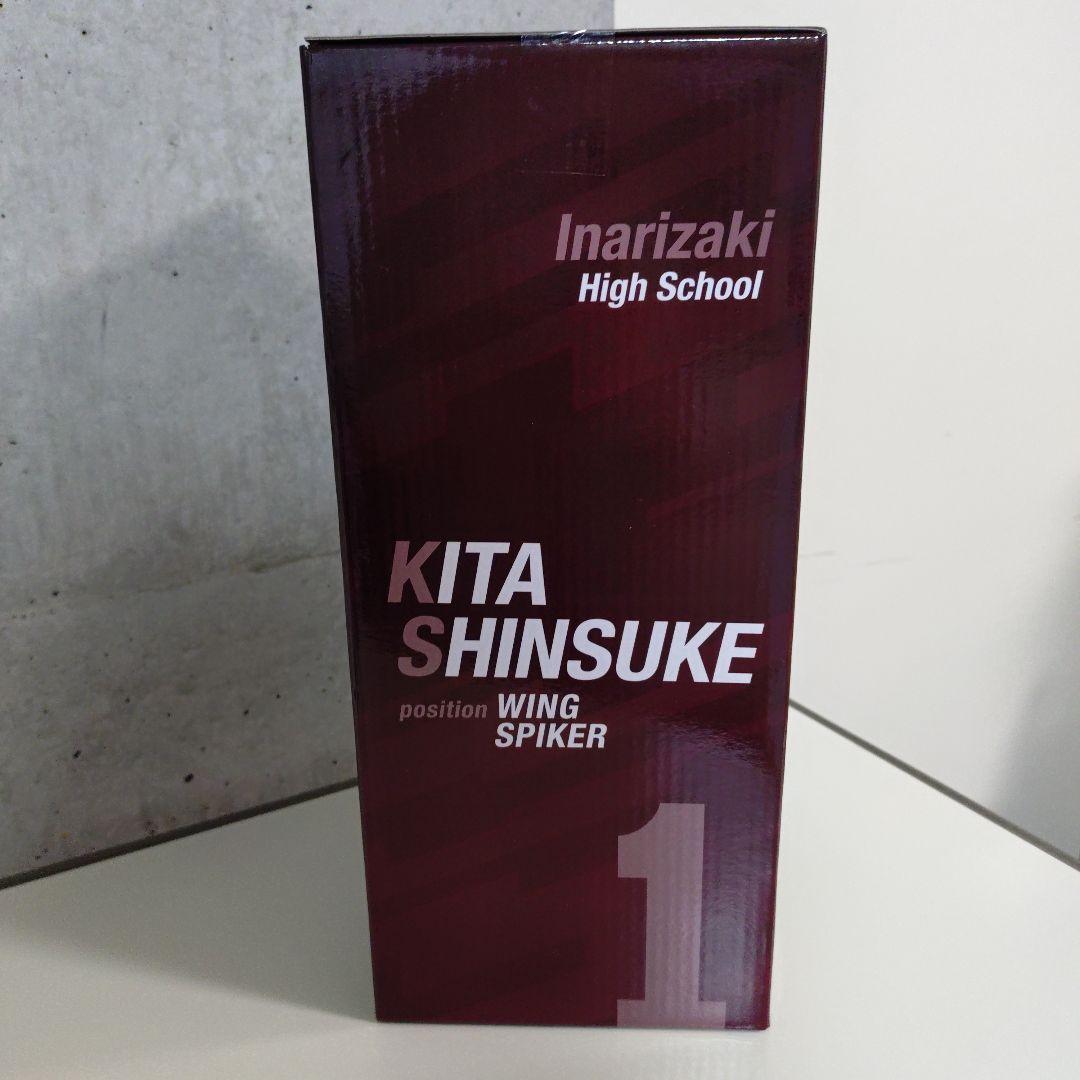 Inarizaki
High School
KITA
SHINSUKE
position WING
SPIKER
1